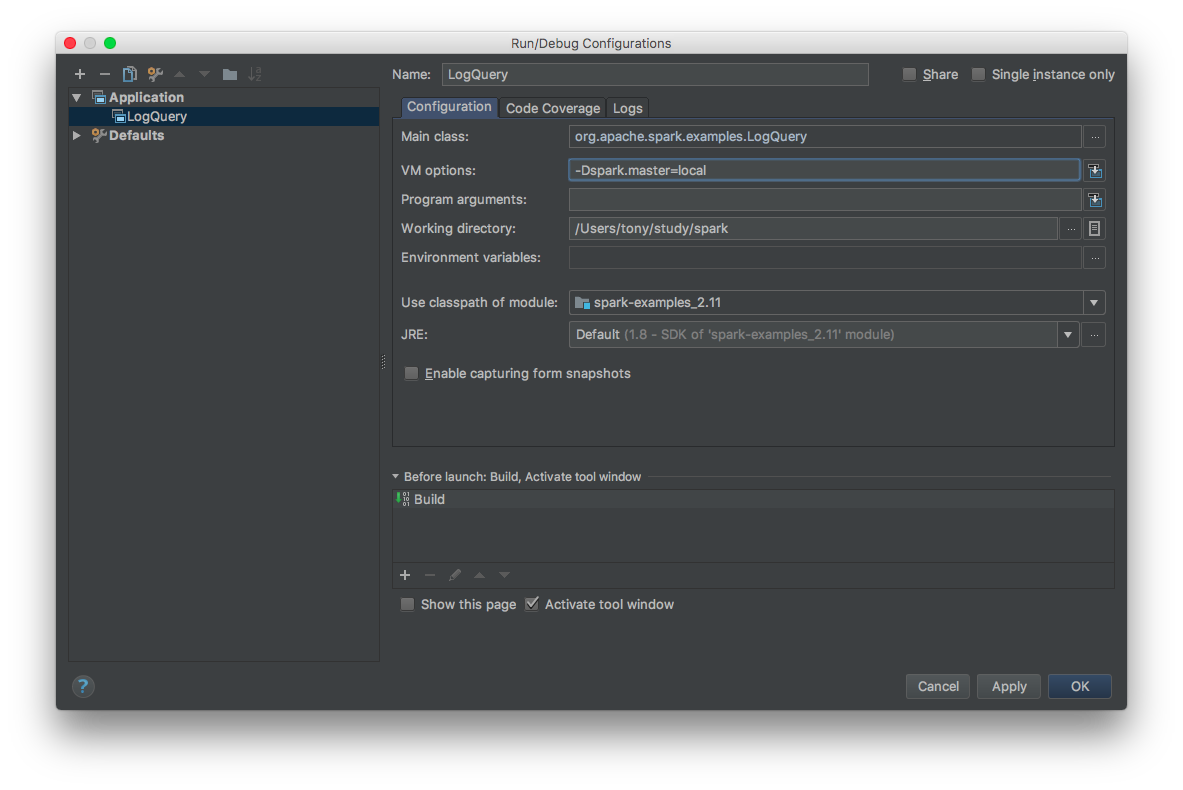 Run/Debug Configurations
Name: LogQuery Share Single instance only
Application
LogQuery
Defaults
Configuration Code Coverage Logs
Main class: org.apache.spark.examples.LogQuery ...
VM options: -Dspark.master=local
Program arguments:
Working directory: /Users/tony/study/spark ...
Environment variables: ...
Use classpath of module: spark-examples_2.11
JRE: Default (1.8 - SDK of 'spark-examples_2.11' module) ...
Enable capturing form snapshots
Before launch: Build, Activate tool window
Build
Show this page Activate tool window
? Cancel Apply OK